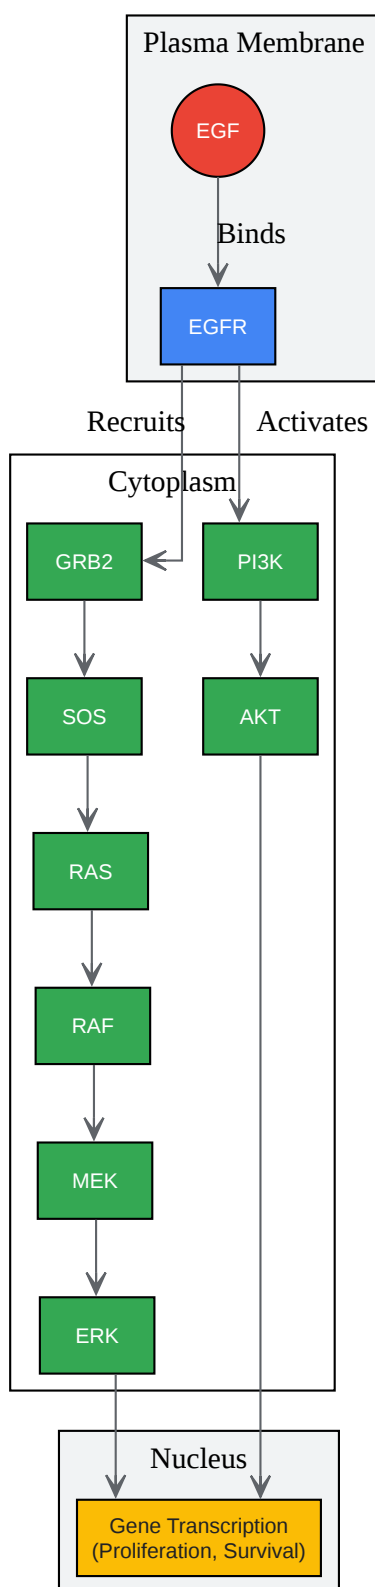 Plasma Membrane
EGF
Binds
EGFR
Recruits
Activates
Cytoplasm
GRB2
PI3K
SOS
AKT
RAS
RAF
MEK
ERK
Nucleus
Gene Transcription
(Proliferation, Survival)